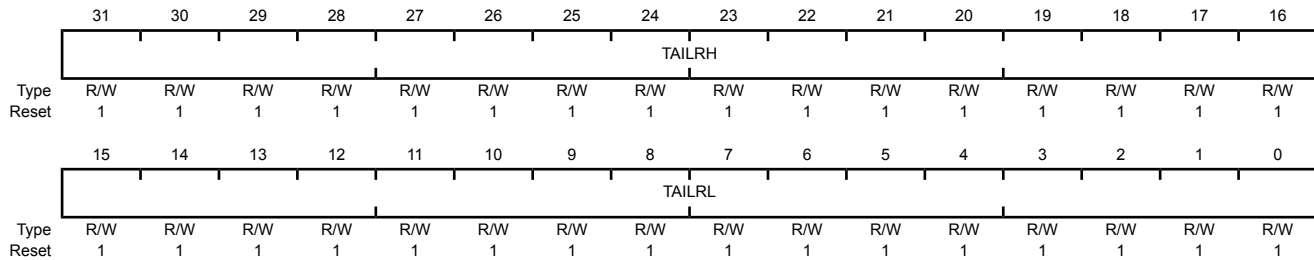 31 30 29 28 27 26 25 24 23 22 21 20 19 18 17 16
TAILRH
Type R/W R/W R/W R/W R/W R/W R/W R/W R/W R/W R/W R/W R/W R/W R/W R/W
Reset 1 1 1 1 1 1 1 1 1 1 1 1 1 1 1 1
15 14 13 12 11 10 9 8 7 6 5 4 3 2 1 0
TAILRL
Type R/W R/W R/W R/W R/W R/W R/W R/W R/W R/W R/W R/W R/W R/W R/W R/W
Reset 1 1 1 1 1 1 1 1 1 1 1 1 1 1 1 1